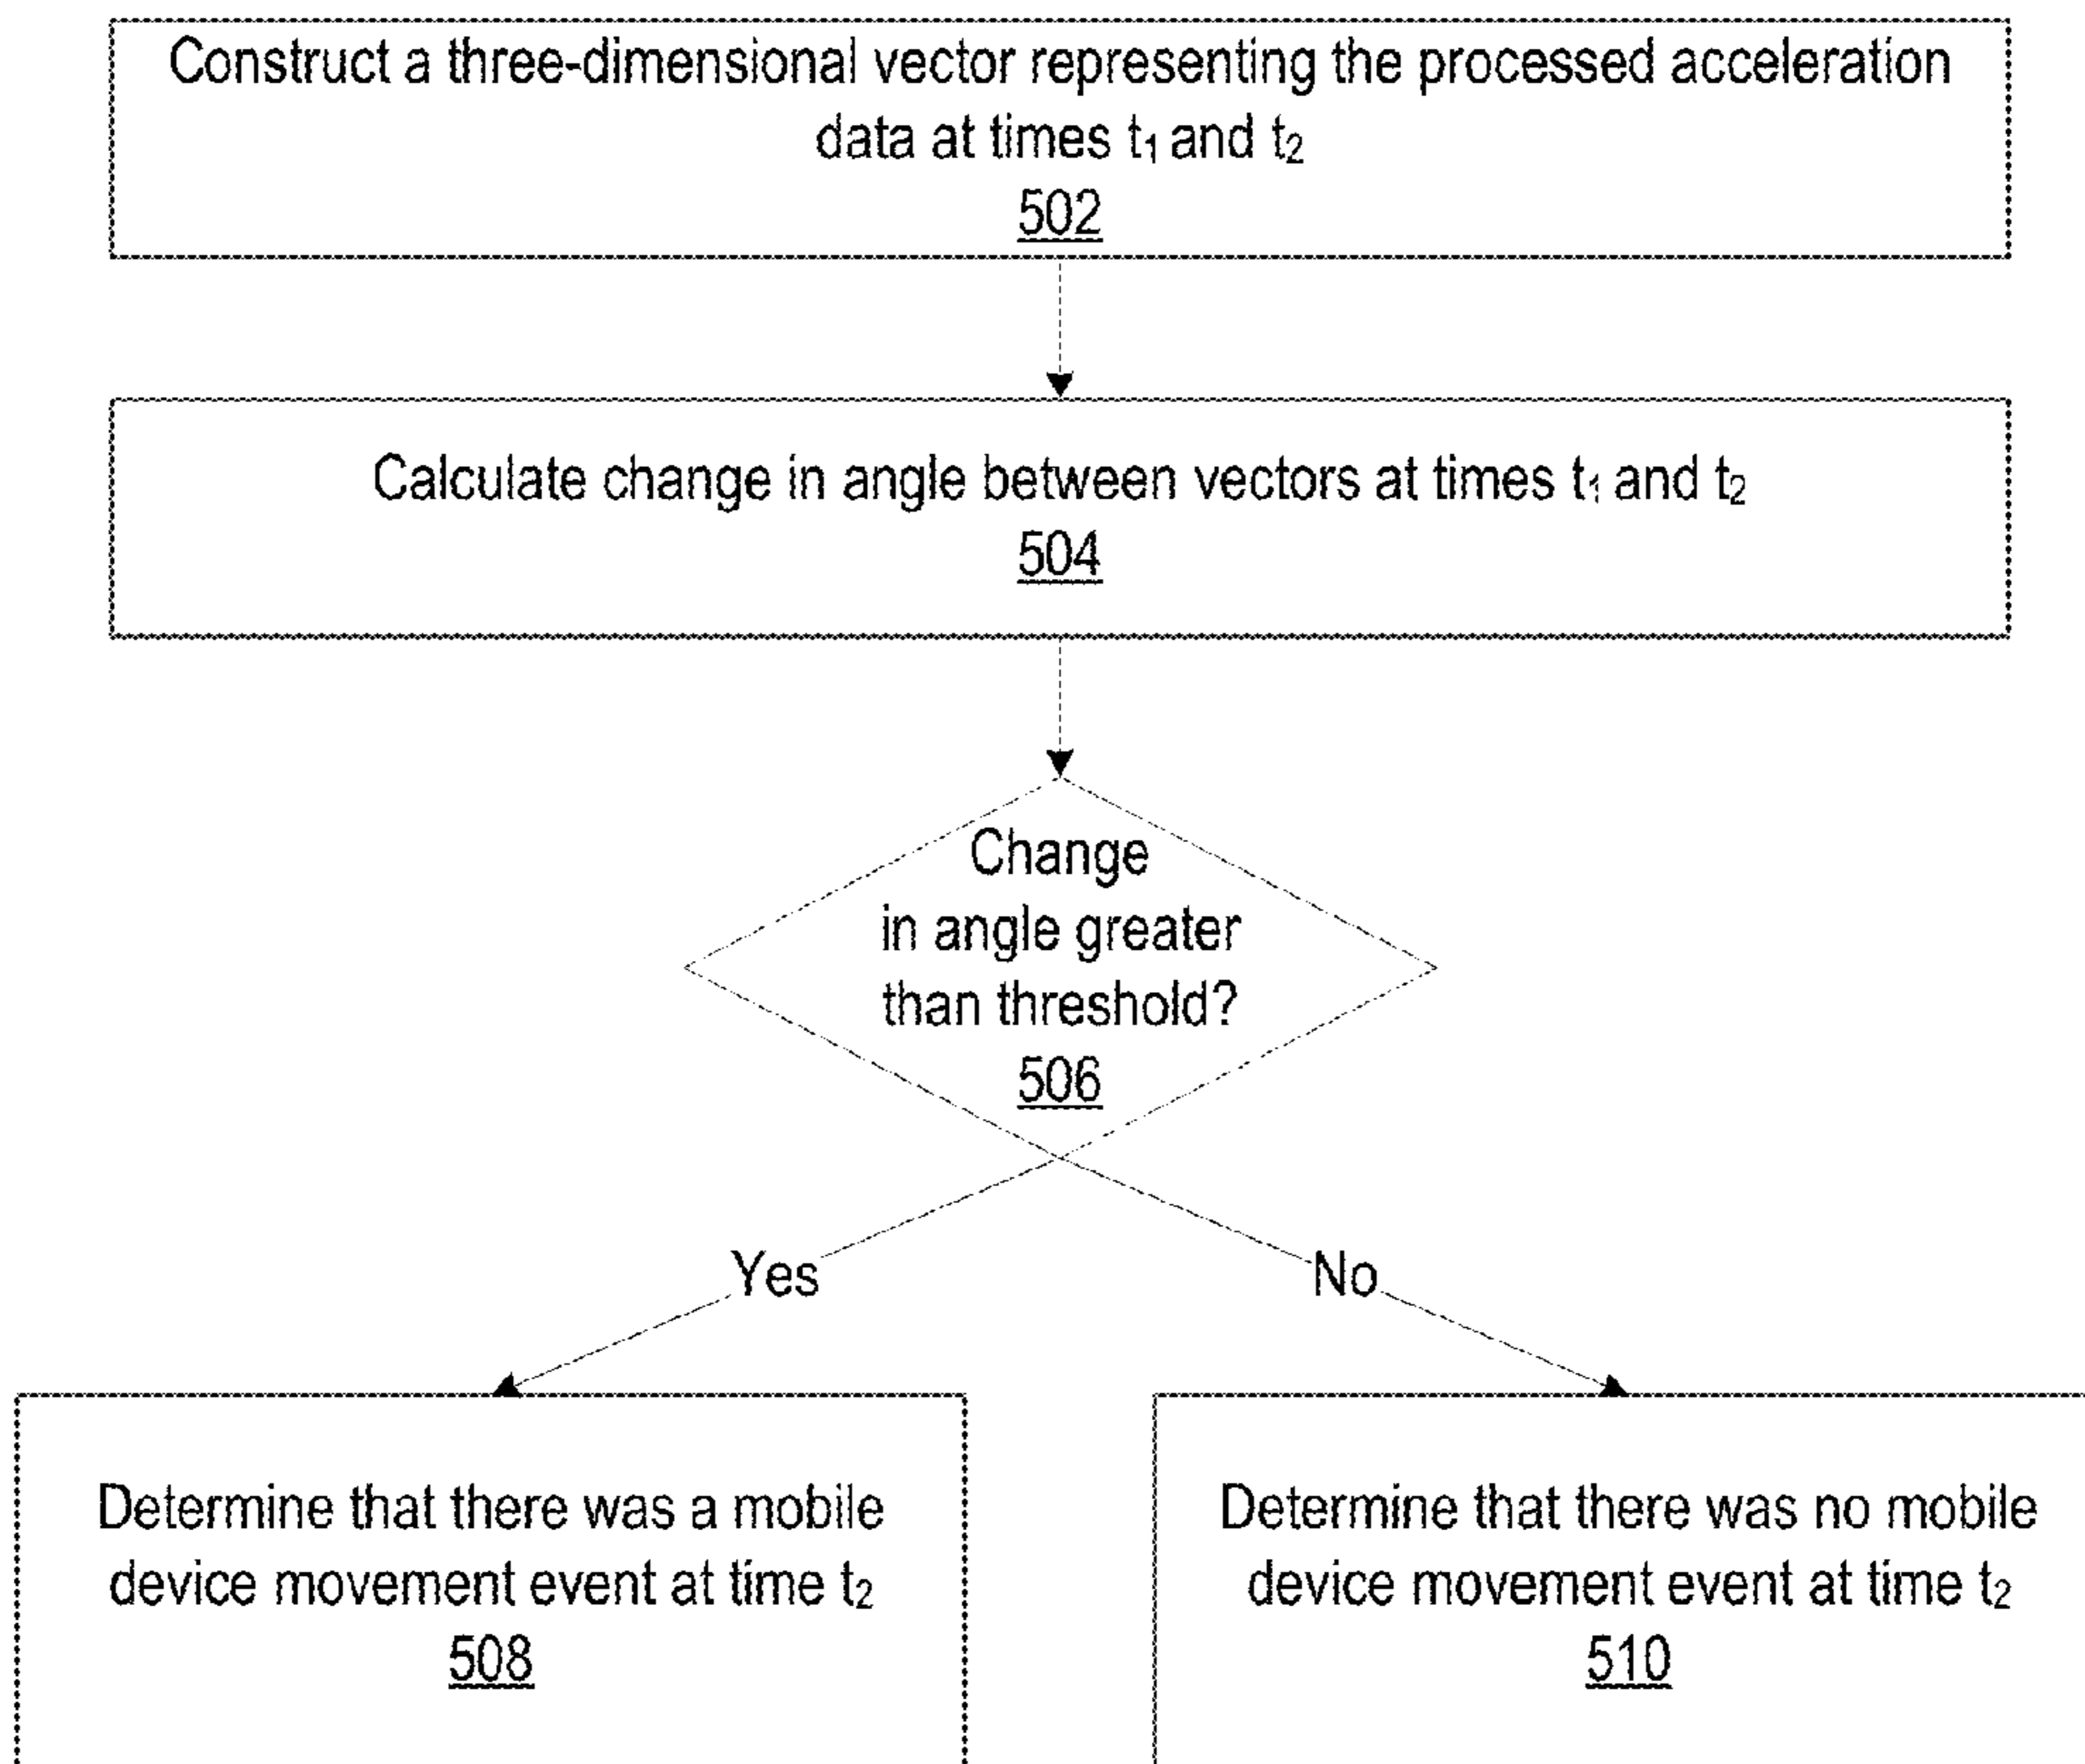 Construct a three-dimensional vector representing the processed acceleration
data at times t₁ and t₂
502
Calculate change in angle between vectors at times t₁ and t₂
504
Change
in angle greater
than threshold?
506
Yes
No
Determine that there was a mobile
device movement event at time t₂
508
Determine that there was no mobile
device movement event at time t₂
510